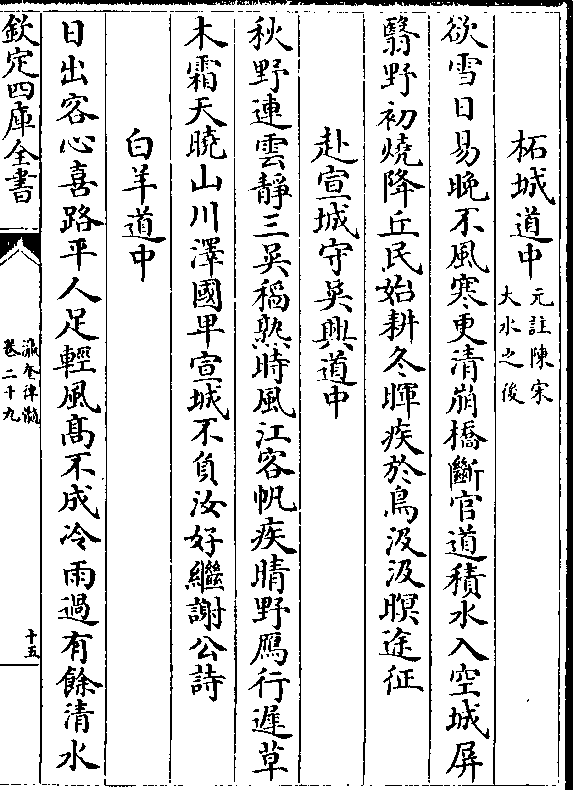 柘城道中 元註陳宋
大水之後
欲雪日易晚不風寒更清崩橋斷官道積水入空城屏
翳野初燒降丘民始耕冬暉疾於鳥汲汲暝途征
赴宣城守吳興道中
秋野連雲靜三吳稻熟時風江客帆疾晴野鴈行遲草
木霜天曉山川澤國卑宣城不負汝好繼謝公詩
白羊道中
日出客心喜路平人足輕風髙不成冷雨過有餘清水
欽定四庫全書
瀛奎律髓
卷二十九
十五